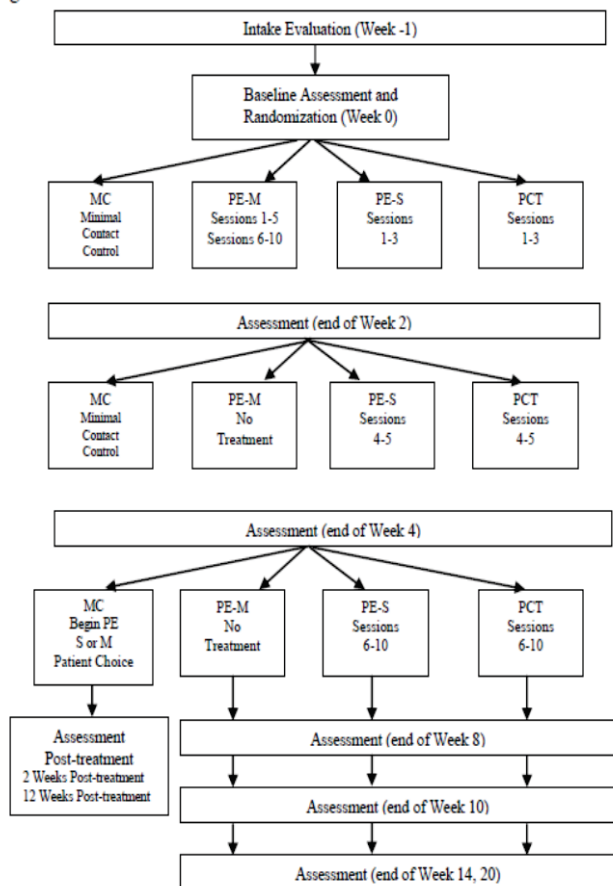 Intake Evaluation (Week -1)
Baseline Assessment and
Randomization (Week 0)
MC
Minimal
Contact
Control
PE-M
Sessions 1-5
Sessions 6-10
PE-S
Sessions
1-3
PCT
Sessions
1-3
Assessment (end of Week 2)
MC
Minimal
Contact
Control
PE-M
No
Treatment
PE-S
Sessions
4-5
PCT
Sessions
4-5
Assessment (end of Week 4)
MC
Begin PE
S or M
Patient Choice
PE-M
No
Treatment
PE-S
Sessions
6-10
PCT
Sessions
6-10
Assessment
Post-treatment
2 Weeks Post-treatment
12 Weeks Post-treatment
Assessment (end of Week 8)
Assessment (end of Week 10)
Assessment (end of Week 14, 20)